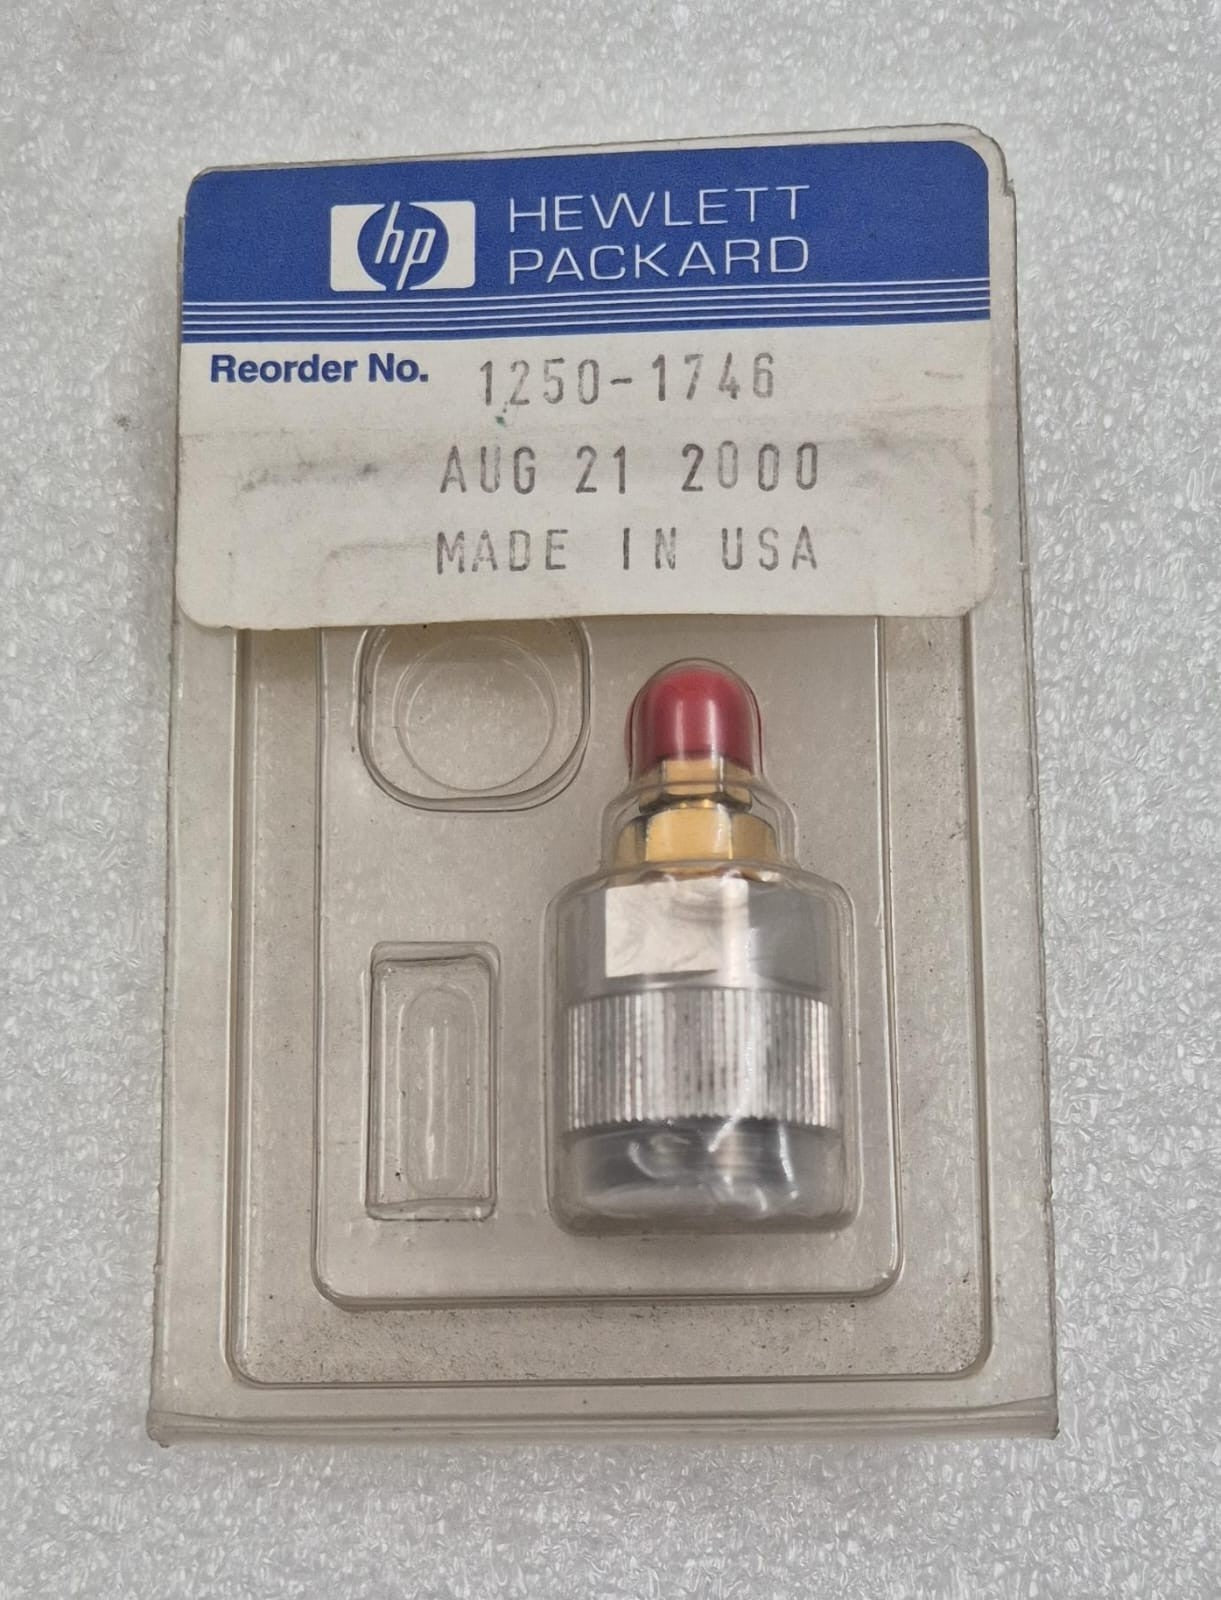 hp HEWLETT
PACKARD
Reorder No. 1250-1746
AUG 21 2000
MADE IN USA